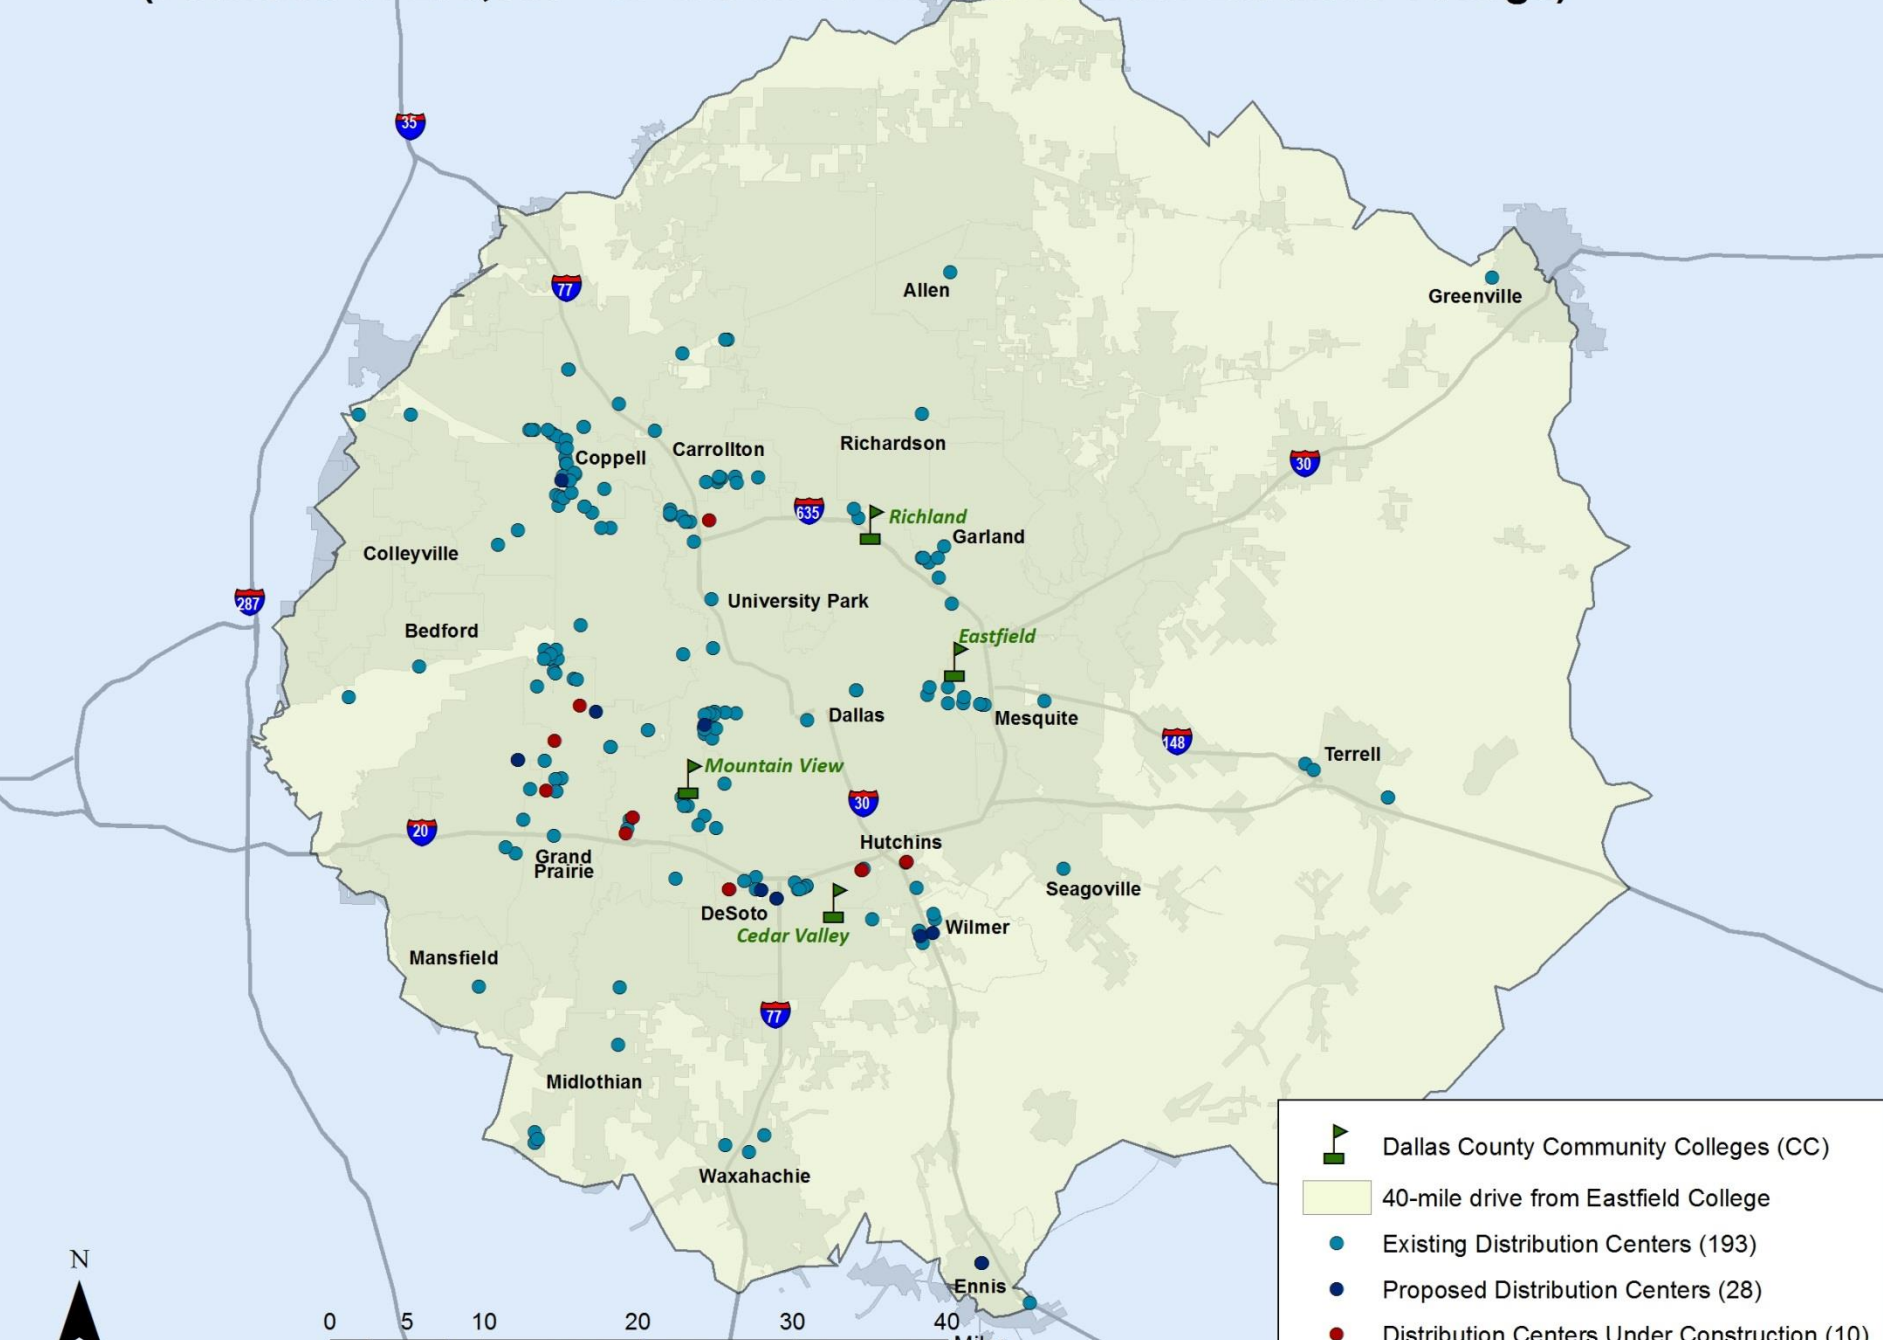 35
77
Allen
Greenville
Carrollton
Richardson
Coppell
30
635
Richland
Garland
Colleyville
287
University Park
Bedford
Eastfield
Dallas
Mesquite
148
Terrell
Mountain View
30
20
Hutchins
Grand
Prairie
Seagoville
DeSoto
Wilmer
Cedar Valley
Mansfield
77
Midlothian
Waxahachie
Ennis
N
0 5 10 20 30 40
Dallas County Community Colleges (CC)
40-mile drive from Eastfield College
Existing Distribution Centers (193)
Proposed Distribution Centers (28)
Distribution Centers Under Construction (10)